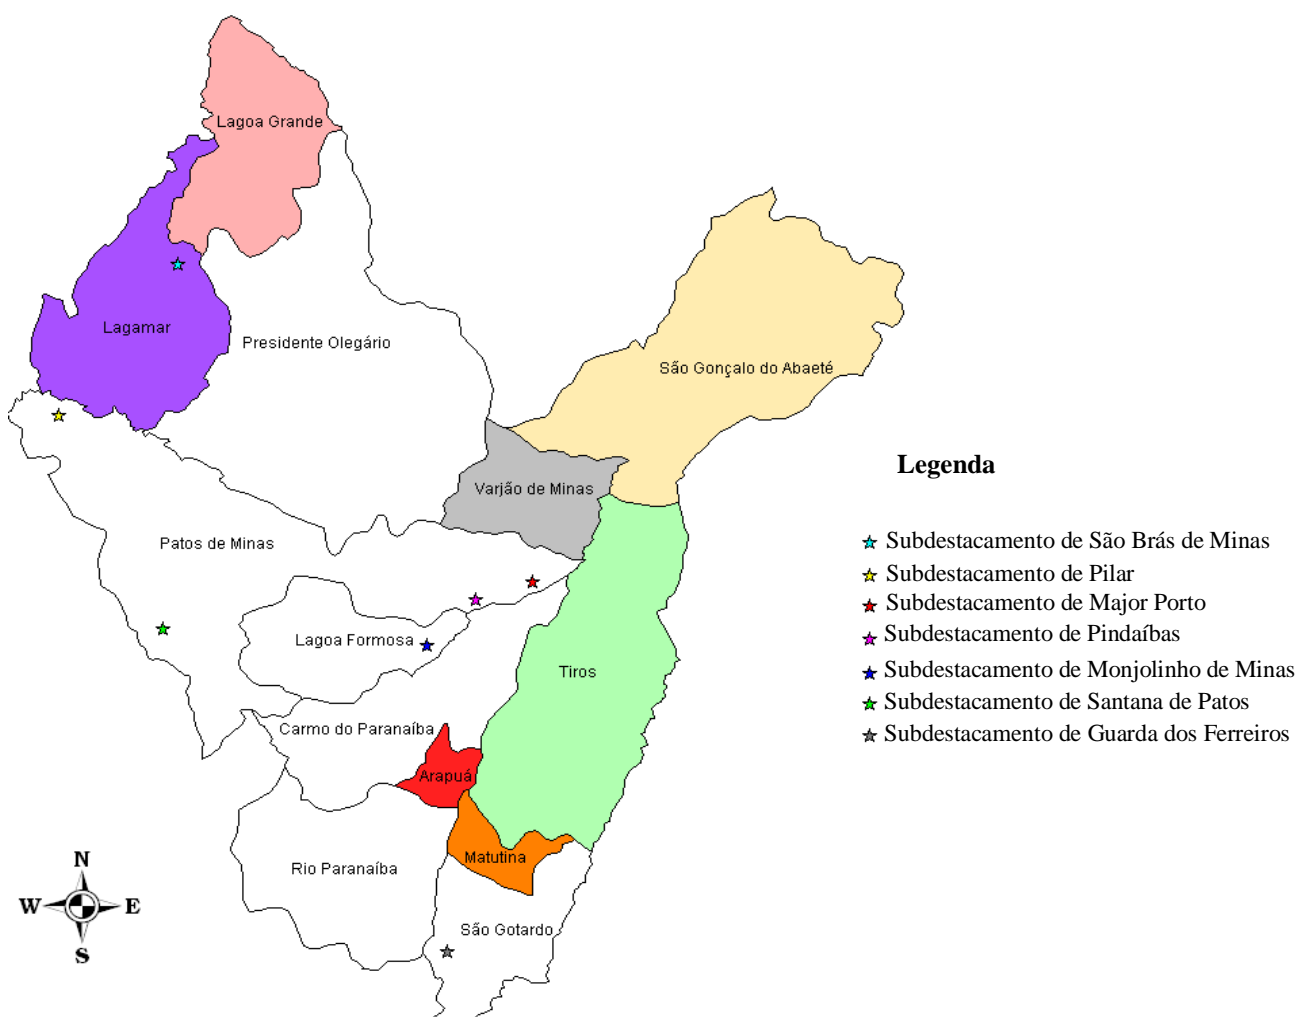 Lagoa Grande
Lagamar
Presidente Olegário
São Gonçalo do Abaeté
Varjão de Minas
Patos de Minas
Lagoa Formosa
Tiros
Carmo do Paranaíba
Arapuá
Matutina
Rio Paranaíba
São Gotardo
N
W
E
S
Legenda
Subdestacamento de São Brás de Minas
Subdestacamento de Pilar
Subdestacamento de Major Porto
Subdestacamento de Pindaíbas
Subdestacamento de Monjolinho de Minas
Subdestacamento de Santana de Patos
Subdestacamento de Guarda dos Ferreiros